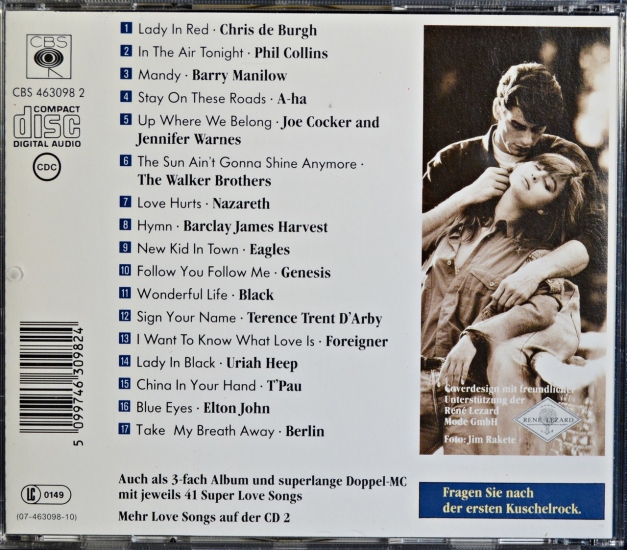 CBS
CBS 463098 2
COMPACT
disc
DIGITAL AUDIO
CDC
1 Lady In Red · Chris de Burgh
2 In The Air Tonight · Phil Collins
3 Mandy · Barry Manilow
4 Stay On These Roads · A-ha
5 Up Where We Belong · Joe Cocker and
Jennifer Warnes
6 The Sun Ain't Gonna Shine Anymore ·
The Walker Brothers
7 Love Hurts · Nazareth
8 Hymn · Barclay James Harvest
9 New Kid In Town · Eagles
10 Follow You Follow Me · Genesis
11 Wonderful Life · Black
12 Sign Your Name · Terence Trent D'Arby
13 I Want To Know What Love Is · Foreigner
14 Lady In Black · Uriah Heep
15 China In Your Hand · T'Pau
16 Blue Eyes · Elton John
17 Take My Breath Away · Berlin
5 099746 309824
LC 0149
(07-463098-10)
Auch als 3-fach Album und superlange Doppel-MC
mit jeweils 41 Super Love Songs
Mehr Love Songs auf der CD 2
Coverdesign mit freundlicher
Unterstützung der
René Lezard
Mode GmbH
RENÉ LEZARD
Foto: Jim Rakete
Fragen Sie nach
der ersten Kuschelrock.